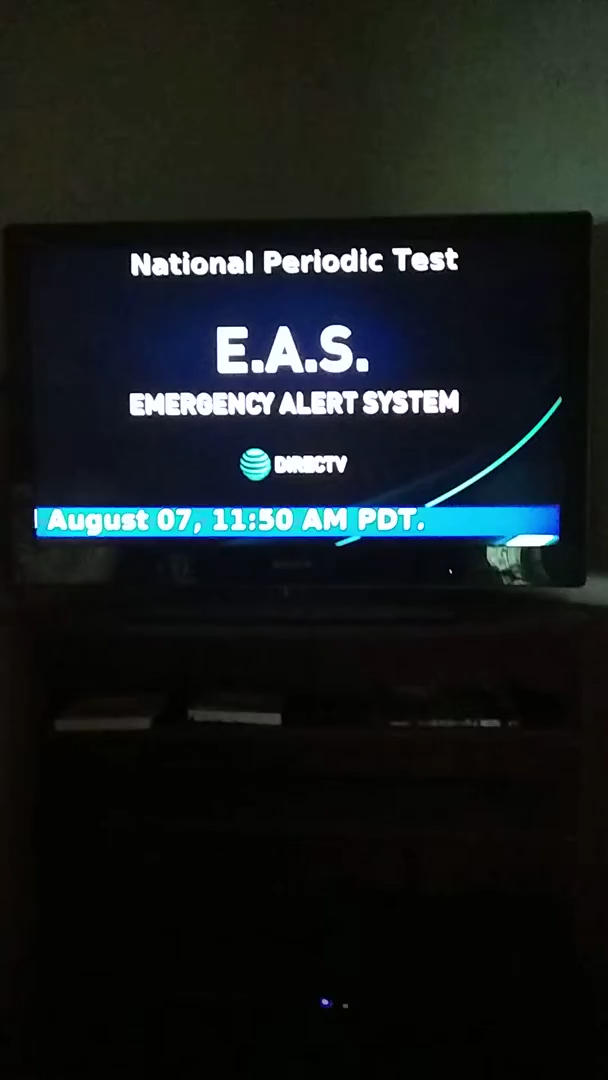 National Periodic Test
E.A.S.
EMERGENCY ALERT SYSTEM
DIRECTV
August 07, 11:50 AM PDT.